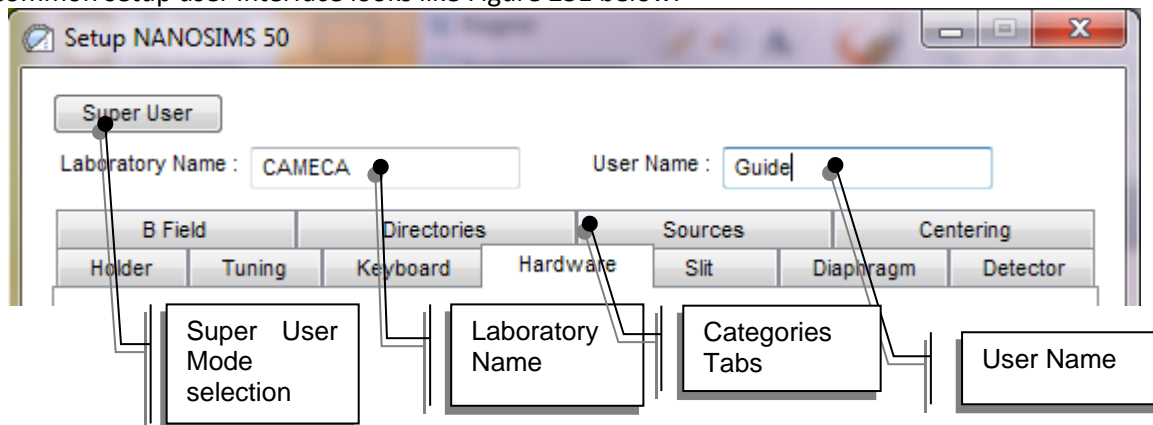 Setup NANOSIMS 50
Super User
Laboratory Name : CAMECA User Name : Guide
B Field Directories Sources Centering
Holder Tuning Keyboard Hardware Slit Diaphragm Detector
Super User Mode selection
Laboratory Name
Categories Tabs
User Name